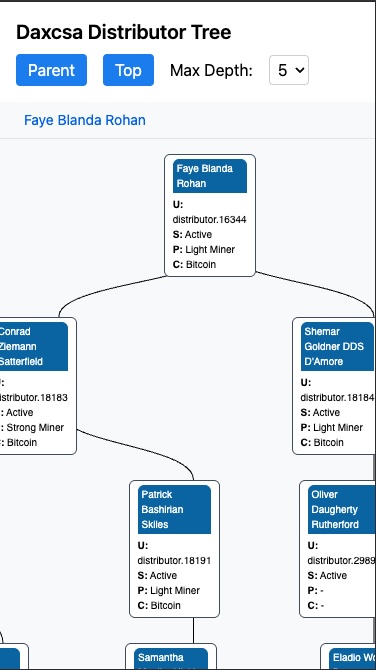 Daxcsa Distributor Tree
Parent Top Max Depth: 5
Faye Blanda Rohan
Faye Blanda
Rohan
U:
distributor.16344
S: Active
P: Light Miner
C: Bitcoin
Conrad
Ziemann
Satterfield
:
istributor.18183
: Active
: Strong Miner
: Bitcoin
Shemar
Goldner DDS
D'Amore
U:
distributor.18184
S: Active
P: Light Miner
C: Bitcoin
Patrick
Bashirian
Skiles
U:
distributor.18191
S: Active
P: Light Miner
C: Bitcoin
Oliver
Daugherty
Rutherford
U:
distributor.2989
S: Active
P: -
C: -
Samantha
Eladio Wo